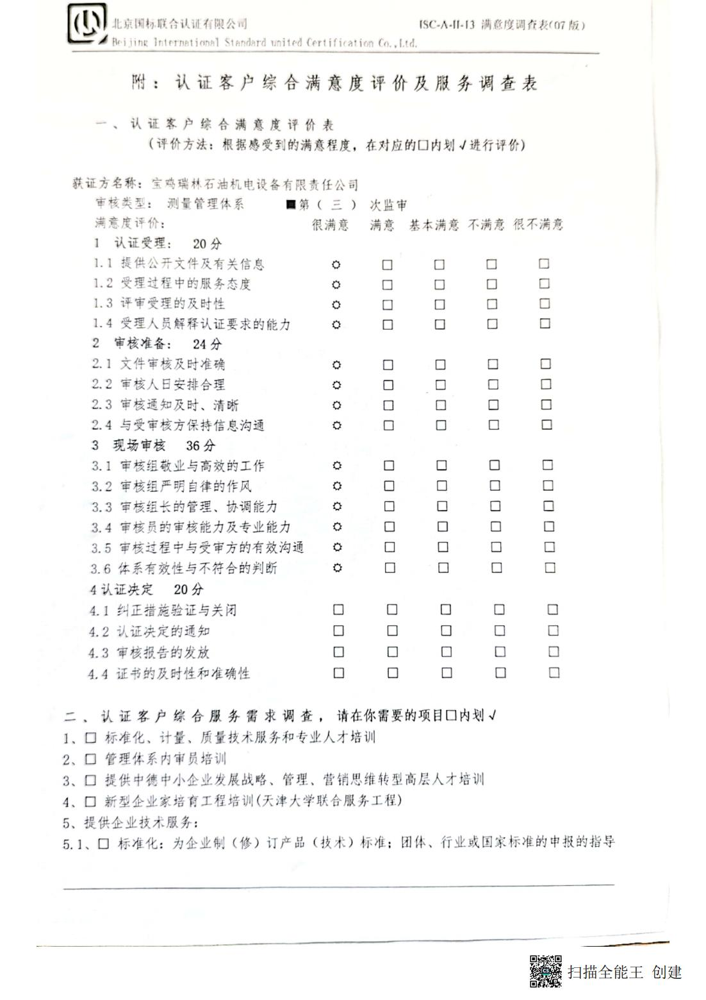 北京国标联合认证有限公司 ISC-A-II-13 满意度调查表(07版)
Beijing International Standard united Certification Co.,Ltd.
附：认证客户综合满意度评价及服务调查表
一、认证客户综合满意度评价表
(评价方法：根据感受到的满意程度，在对应的□内划√进行评价)
获证方名称：宝鸡瑞林石油机电设备有限责任公司
审核类型： 测量管理体系 ■第（ 三 ） 次监审
满意度评价： 很满意 满意 基本满意 不满意 很不满意
1 认证受理： 20分
1.1 提供公开文件及有关信息 ☼ □ □ □ □
1.2 受理过程中的服务态度 ☼ □ □ □ □
1.3 评审受理的及时性 ☼ □ □ □ □
1.4 受理人员解释认证要求的能力 ☼ □ □ □ □
2 审核准备： 24分
2.1 文件审核及时准确 ☼ □ □ □ □
2.2 审核人日安排合理 ☼ □ □ □ □
2.3 审核通知及时、清晰 ☼ □ □ □ □
2.4 与受审核方保持信息沟通 ☼ □ □ □ □
3 现场审核 36分
3.1 审核组敬业与高效的工作 ☼ □ □ □ □
3.2 审核组严明自律的作风 ☼ □ □ □ □
3.3 审核组长的管理、协调能力 ☼ □ □ □ □
3.4 审核员的审核能力及专业能力 ☼ □ □ □ □
3.5 审核过程中与受审方的有效沟通 ☼ □ □ □ □
3.6 体系有效性与不符合的判断 ☼ □ □ □ □
4认证决定 20分
4.1 纠正措施验证与关闭 □ □ □ □ □
4.2 认证决定的通知 □ □ □ □ □
4.3 审核报告的发放 □ □ □ □ □
4.4 证书的及时性和准确性 □ □ □ □ □
二、认证客户综合服务需求调查，请在你需要的项目□内划√
1、□ 标准化、计量、质量技术服务和专业人才培训
2、□ 管理体系内审员培训
3、□ 提供中德中小企业发展战略、管理、营销思维转型高层人才培训
4、□ 新型企业家培育工程培训(天津大学联合服务工程)
5、提供企业技术服务：
5.1、□ 标准化：为企业制（修）订产品（技术）标准；团体、行业或国家标准的申报的指导
扫描全能王 创建